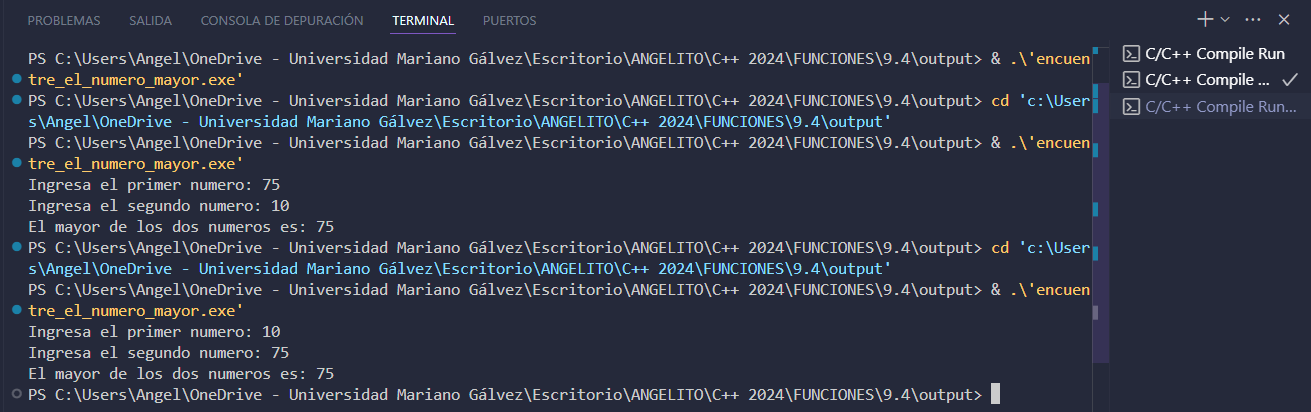 PROBLEMAS SALIDA CONSOLA DE DEPURACIÓN TERMINAL PUERTOS
PS C:\Users\Angel\OneDrive - Universidad Mariano Gálvez\Escritorio\ANGELITO\C++ 2024\FUNCIONES\9.4\output> & .\'encuen
tre_el_numero_mayor.exe'
PS C:\Users\Angel\OneDrive - Universidad Mariano Gálvez\Escritorio\ANGELITO\C++ 2024\FUNCIONES\9.4\output> cd 'c:\User
s\Angel\OneDrive - Universidad Mariano Gálvez\Escritorio\ANGELITO\C++ 2024\FUNCIONES\9.4\output'
PS C:\Users\Angel\OneDrive - Universidad Mariano Gálvez\Escritorio\ANGELITO\C++ 2024\FUNCIONES\9.4\output> & .\'encuen
tre_el_numero_mayor.exe'
Ingresa el primer numero: 75
Ingresa el segundo numero: 10
El mayor de los dos numeros es: 75
PS C:\Users\Angel\OneDrive - Universidad Mariano Gálvez\Escritorio\ANGELITO\C++ 2024\FUNCIONES\9.4\output> cd 'c:\User
s\Angel\OneDrive - Universidad Mariano Gálvez\Escritorio\ANGELITO\C++ 2024\FUNCIONES\9.4\output'
PS C:\Users\Angel\OneDrive - Universidad Mariano Gálvez\Escritorio\ANGELITO\C++ 2024\FUNCIONES\9.4\output> & .\'encuen
tre_el_numero_mayor.exe'
Ingresa el primer numero: 10
Ingresa el segundo numero: 75
El mayor de los dos numeros es: 75
PS C:\Users\Angel\OneDrive - Universidad Mariano Gálvez\Escritorio\ANGELITO\C++ 2024\FUNCIONES\9.4\output>
C/C++ Compile Run
C/C++ Compile ...
C/C++ Compile Run...